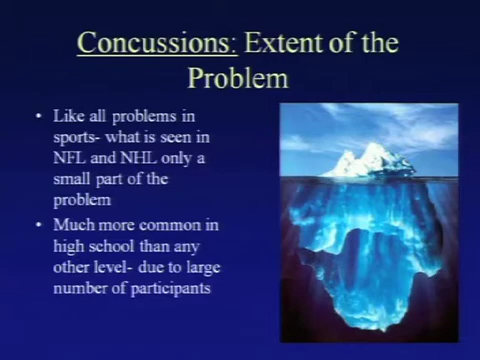 Concussions: Extent of the
Problem
• Like all problems in
sports- what is seen in
NFL and NHL only a
small part of the
problem
• Much more common in
high school than any
other level- due to large
number of participants